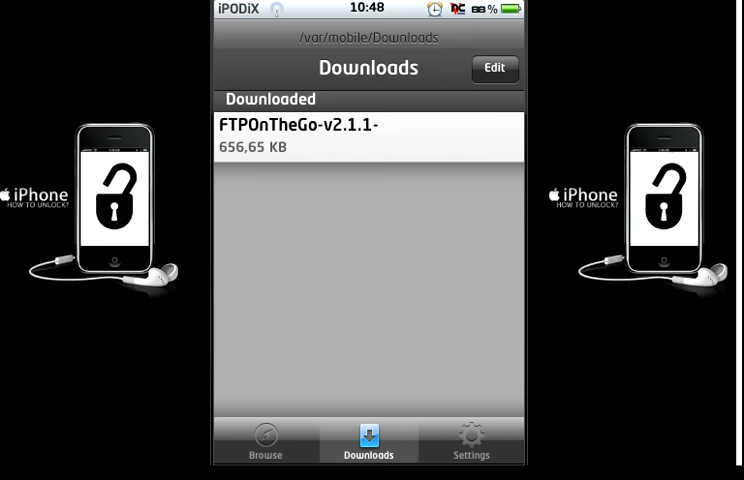 iPODiX 10:48 88 %
/var/mobile/Downloads
Downloads Edit
Downloaded
FTPOnTheGo-v2.1.1-
656,65 KB
iPhone
HOW TO UNLOCK?
iPhone
HOW TO UNLOCK?
Browse Downloads Settings